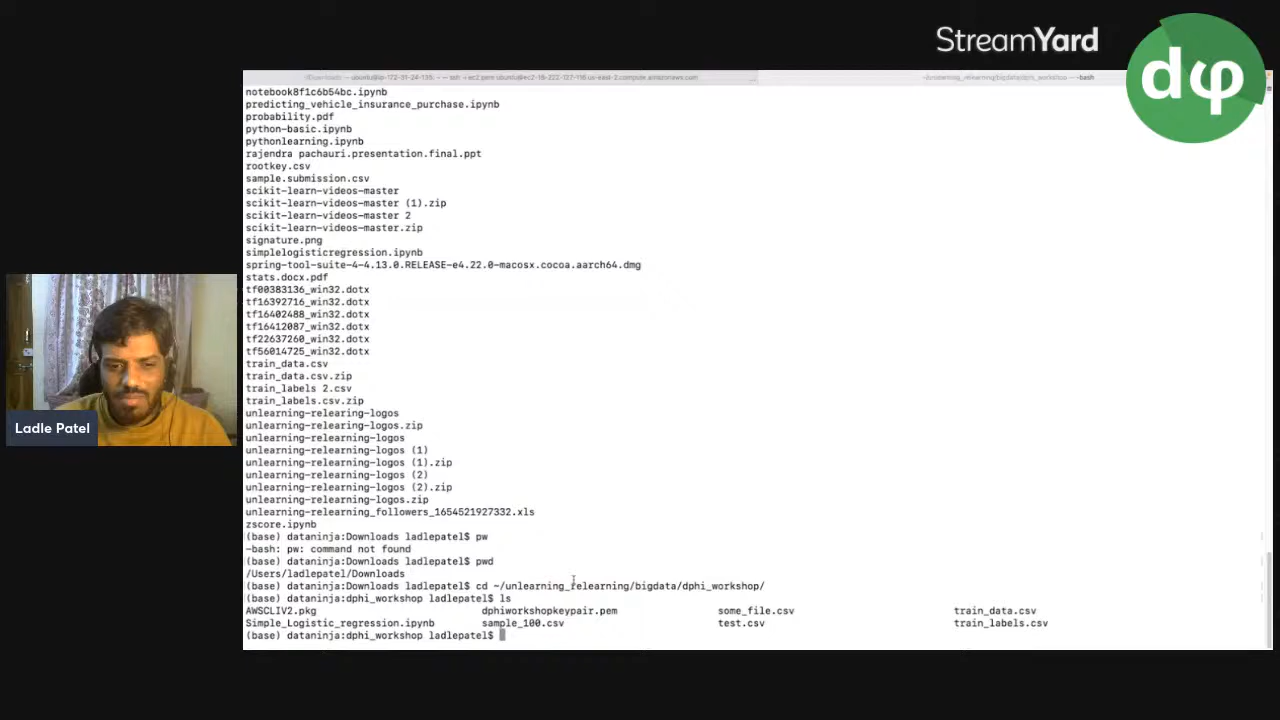 StreamYard
dφ
notebook8f1c6b54bc.ipynb
predicting_vehicle_insurance_purchase.ipynb
probability.pdf
python-basic.ipynb
pythonlearning.ipynb
rajendra pachauri.presentation.final.ppt
rootkey.csv
sample.submission.csv
scikit-learn-videos-master
scikit-learn-videos-master (1).zip
scikit-learn-videos-master 2
scikit-learn-videos-master.zip
signature.png
simplelogisticregression.ipynb
spring-tool-suite-4-4.13.0.RELEASE-e4.22.0-macosx.cocoa.aarch64.dmg
stats.docx.pdf
tf00383136_win32.dotx
tf16392716_win32.dotx
tf16402488_win32.dotx
tf16412087_win32.dotx
tf22637260_win32.dotx
tf56014725_win32.dotx
train_data.csv
train_data.csv.zip
train_labels 2.csv
train_labels.csv.zip
unlearning-relearing-logos
unlearning-relearing-logos.zip
unlearning-relearning-logos
unlearning-relearning-logos (1)
unlearning-relearning-logos (1).zip
unlearning-relearning-logos (2)
unlearning-relearning-logos (2).zip
unlearning-relearning-logos.zip
unlearning-relearning_followers_1654521927332.xls
zscore.ipynb
(base) dataninja:Downloads ladlepatel$ pw
-bash: pw: command not found
(base) dataninja:Downloads ladlepatel$ pwd
/Users/ladlepatel/Downloads
(base) dataninja:Downloads ladlepatel$ cd ~/unlearning_relearning/bigdata/dphi_workshop/
(base) dataninja:dphi_workshop ladlepatel$ ls
AWSCLIV2.pkg dphiworkshopkeypair.pem some_file.csv train_data.csv
Simple_Logistic_regression.ipynb sample_100.csv test.csv train_labels.csv
(base) dataninja:dphi_workshop ladlepatel$
Ladle Patel